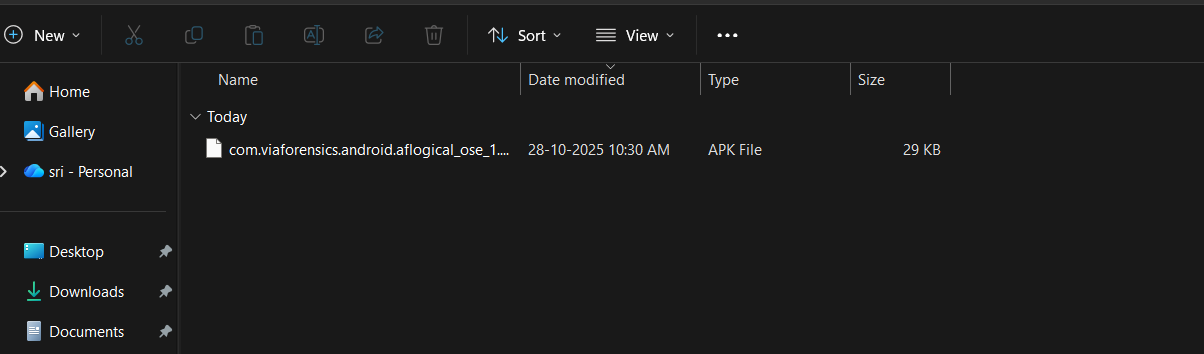 New Sort View •••
Name Date modified Type Size
Home
Today
Gallery
com.viaforensics.android.aflogical_ose_1.... 28-10-2025 10:30 AM APK File 29 KB
sri - Personal
Desktop
Downloads
Documents